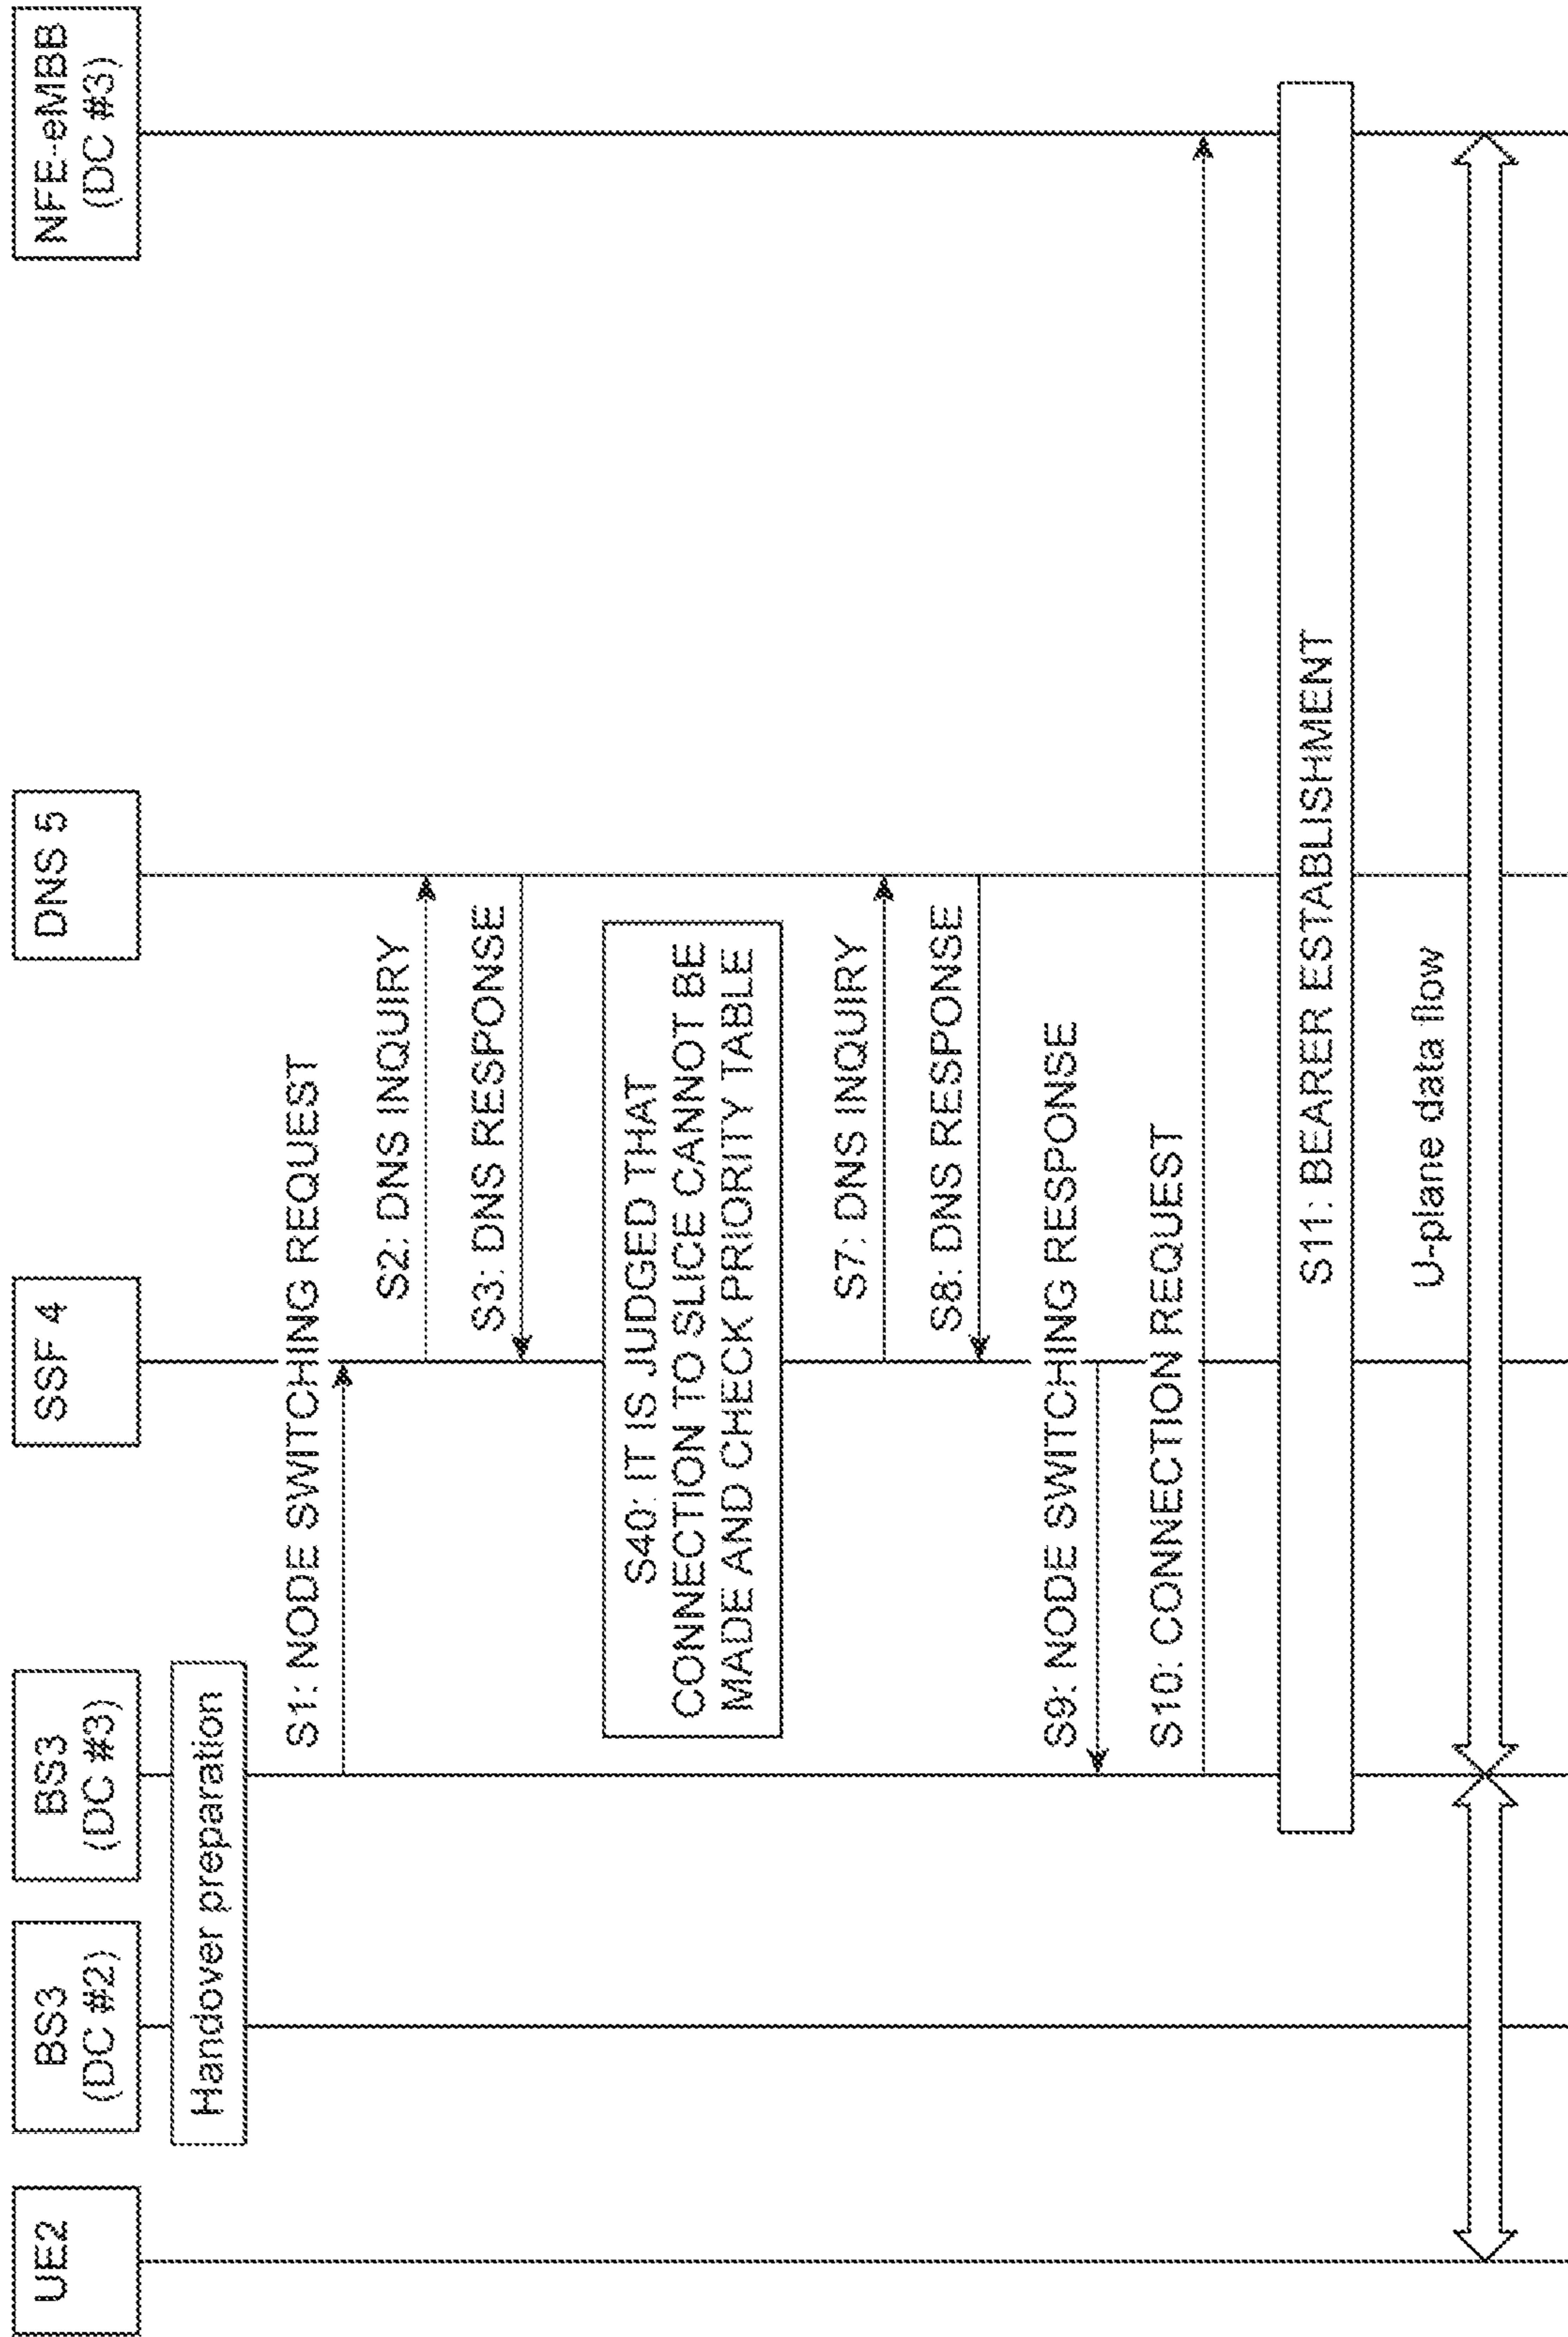 UE2
BS3
(DC #2)
BS3
(DC #3)
SSF 4
DNS 5
NFE-eMBB
(DC #3)
Handover preparation
S1: NODE SWITCHING REQUEST
S2: DNS INQUIRY
S3: DNS RESPONSE
S40: IT IS JUDGED THAT
CONNECTION TO SLICE CANNOT BE
MADE AND CHECK PRIORITY TABLE
S7: DNS INQUIRY
S8: DNS RESPONSE
S9: NODE SWITCHING RESPONSE
S10: CONNECTION REQUEST
S11: BEARER ESTABLISHMENT
U-plane data flow